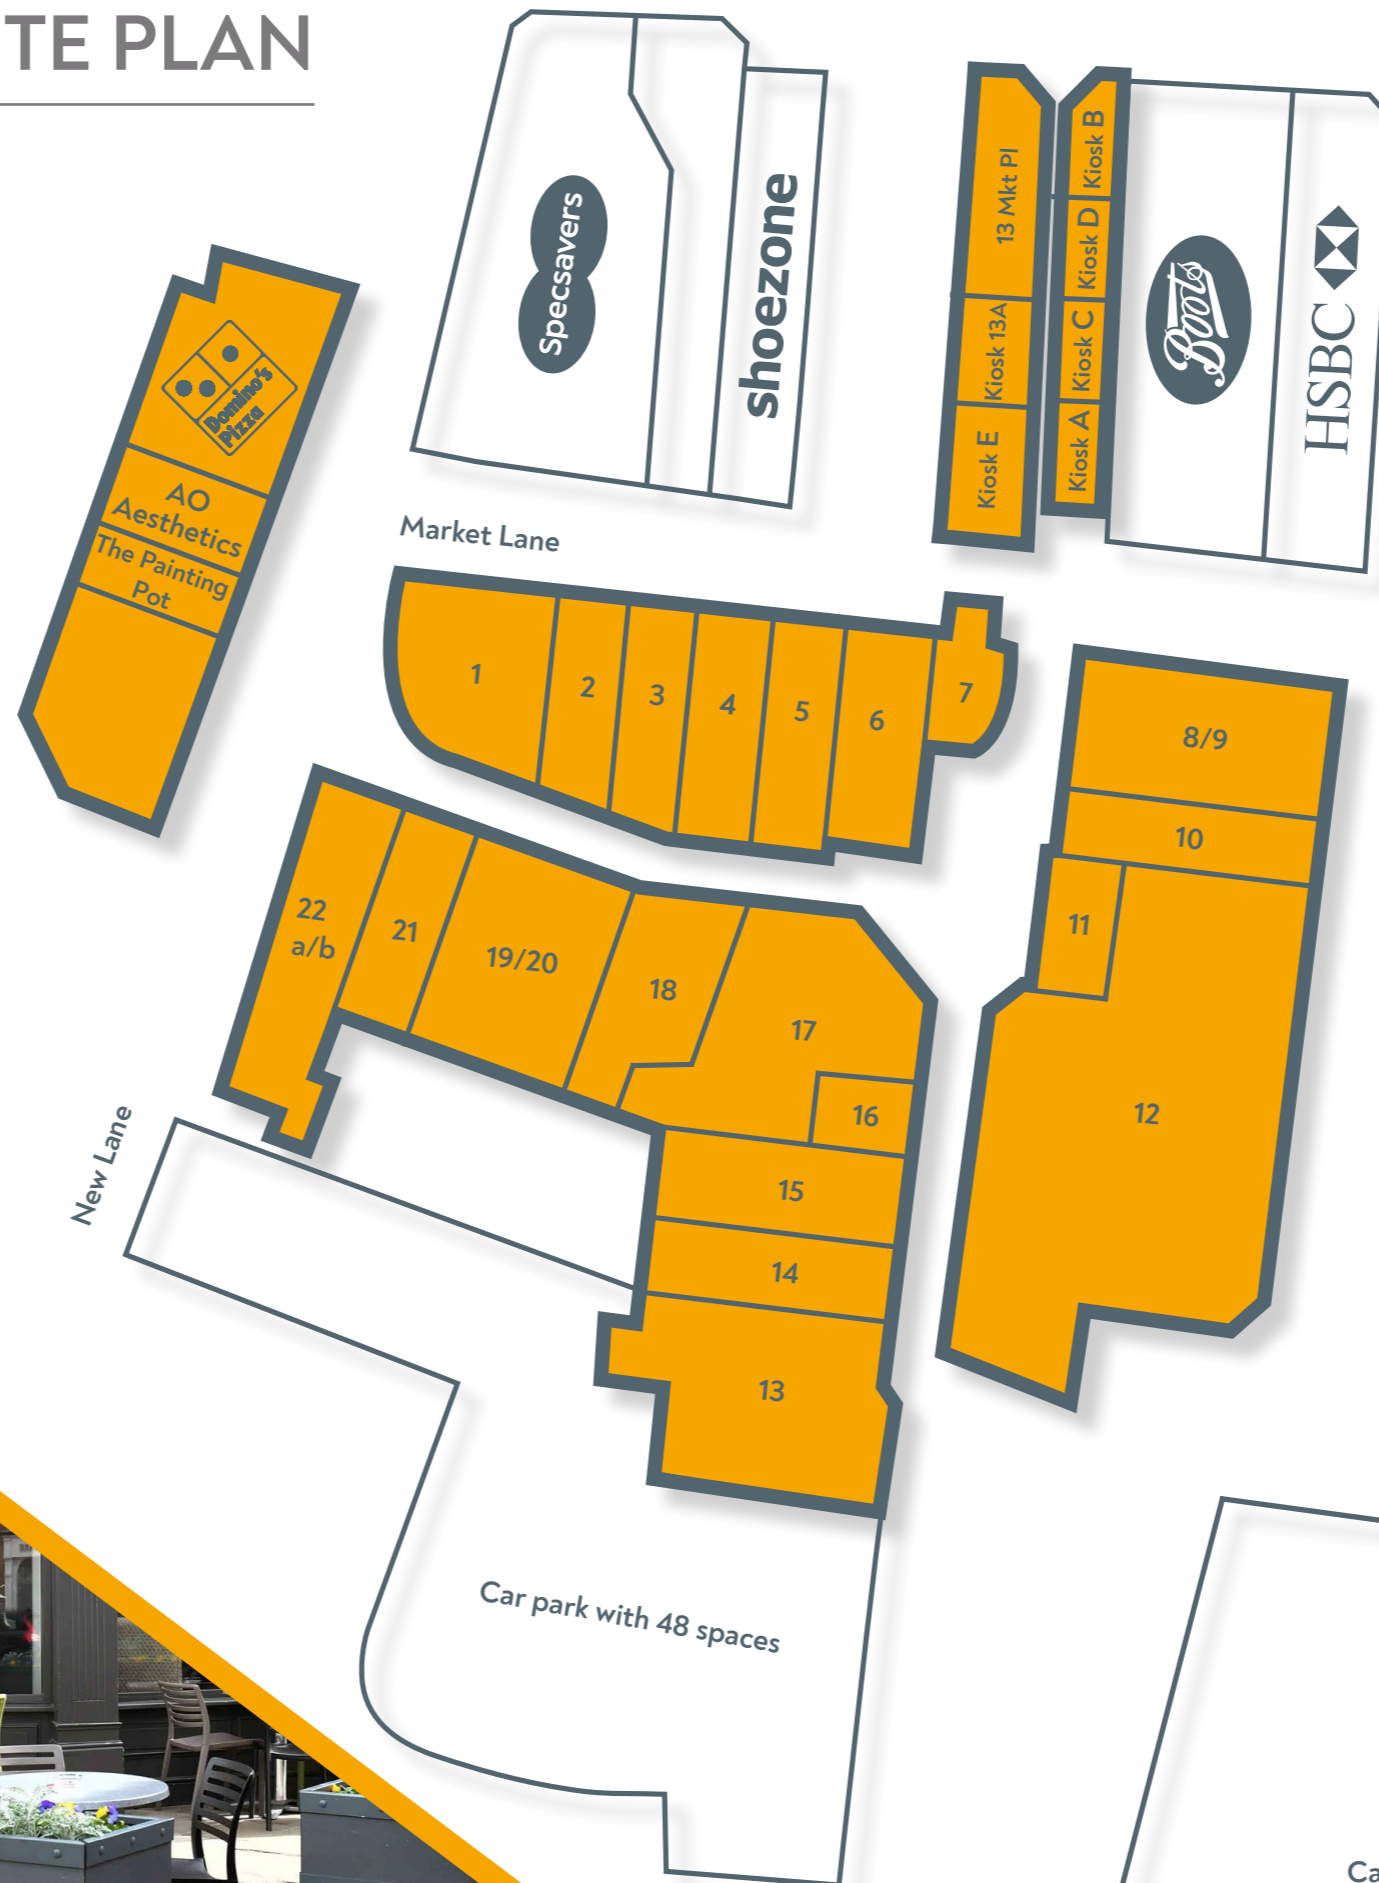 TE PLAN
Specsavers
shoezone
13 Mkt Pl
Kiosk 13A
Kiosk E
Kiosk B
Kiosk D
Kiosk C
Kiosk A
Boots
HSBC
Domino's
Pizza
AO
Aesthetics
The Painting
Pot
Market Lane
1
2
3
4
5
6
7
8/9
10
11
12
22
a/b
21
19/20
18
17
16
15
14
13
New Lane
Car park with 48 spaces
Ca